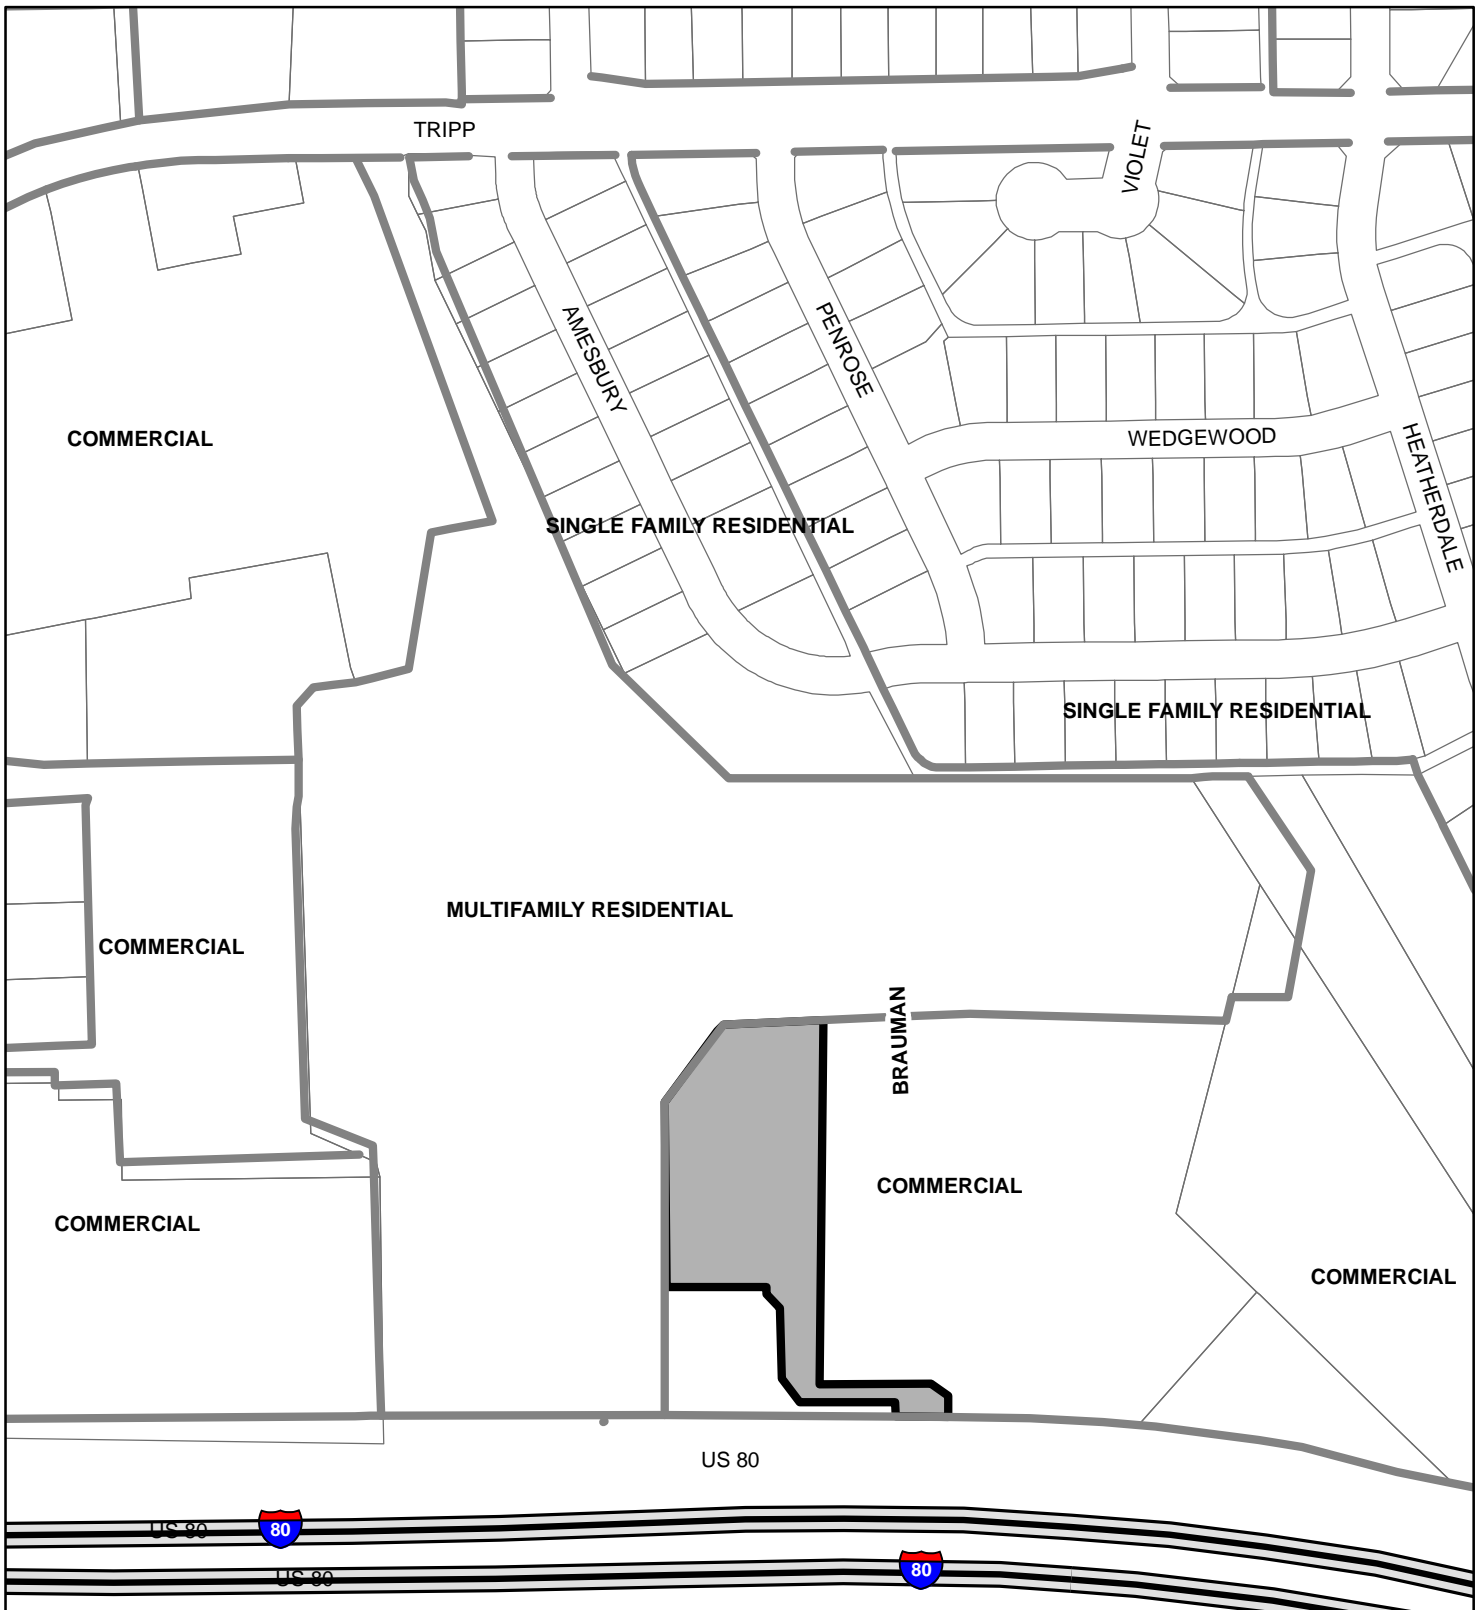 TRIPP
VIOLET
AMESBURY
PENROSE
COMMERCIAL
WEDGEWOOD
HEATHERDALE
SINGLE FAMILY RESIDENTIAL
SINGLE FAMILY RESIDENTIAL
MULTIFAMILY RESIDENTIAL
COMMERCIAL
BRAUMAN
COMMERCIAL
COMMERCIAL
COMMERCIAL
US 80
US 80
80
80
US 80